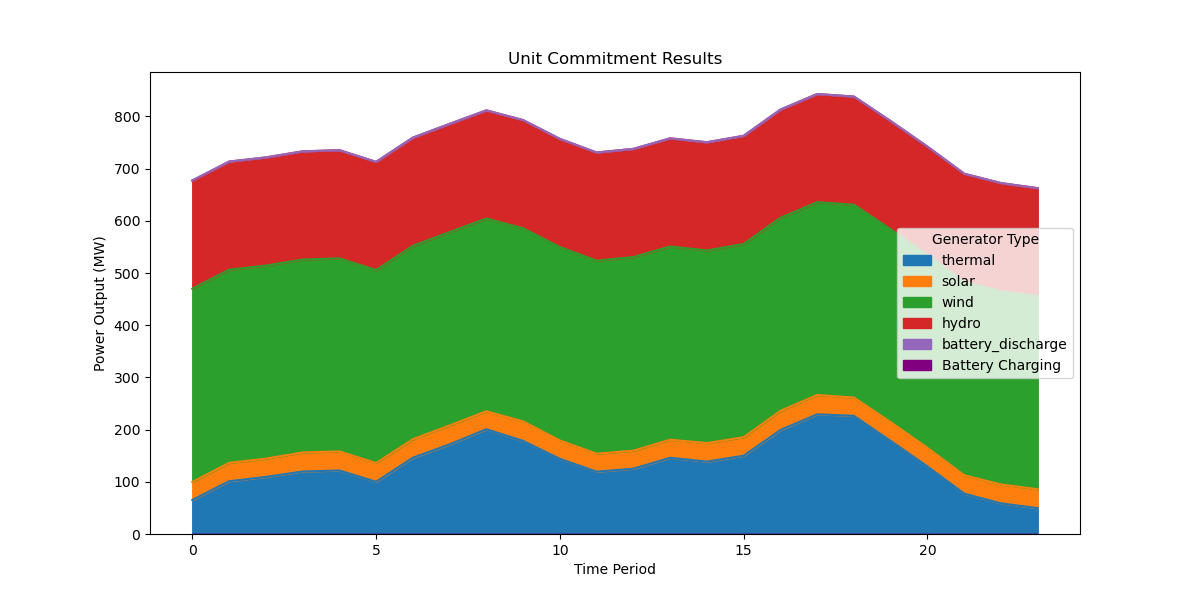 Unit Commitment Results
Power Output (MW)
800
700
600
500
400
300
200
100
0
0 5 10 15 20
Time Period
Generator Type
thermal
solar
wind
hydro
battery_discharge
Battery Charging